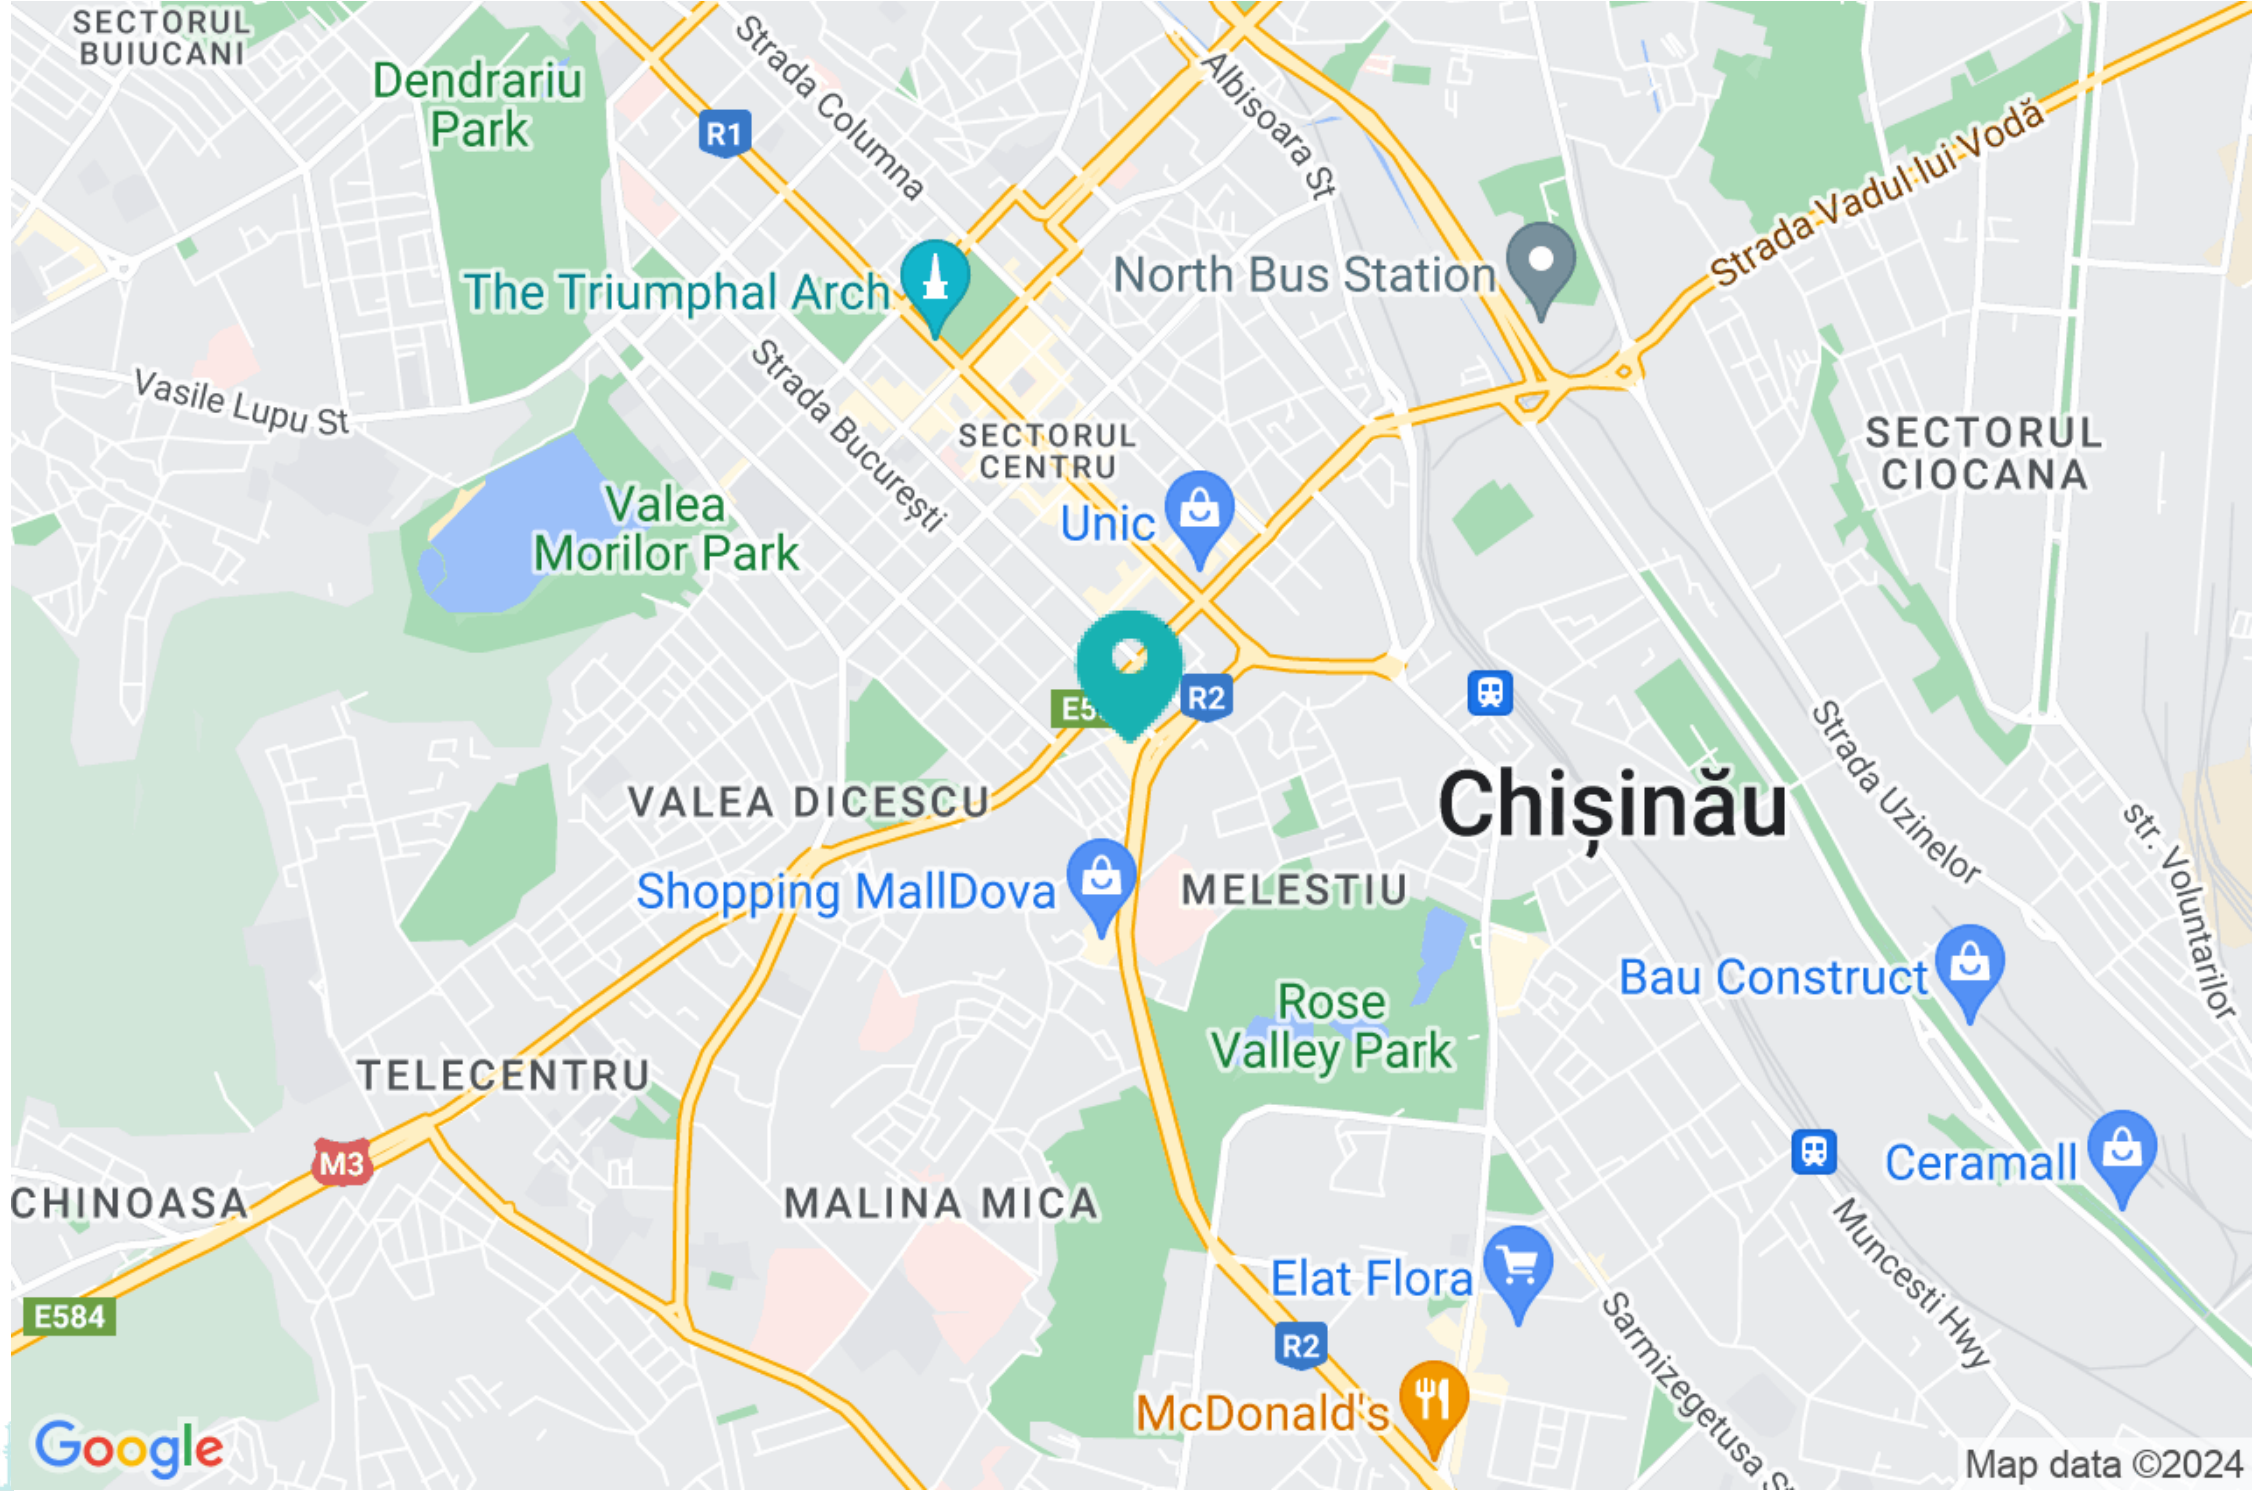 SECTORUL
BUIUCANI
Dendrariu
Park
R1
Strada Columna
Albisoara St
Strada Vadul lui Vodă
The Triumphal Arch
North Bus Station
Vasile Lupu St
Strada București
SECTORUL
CENTRU
SECTORUL
CIOCANA
Valea
Morilor Park
Unic
E5
R2
Strada Uzinelor
VALEA DICESCU
Chișinău
str. Voluntarilor
Shopping MallDova
MELESTIU
Bau Construct
Rose
Valley Park
TELECENTRU
M3
Ceramall
CHINOASA
MALINA MICA
Muncesti Hwy
Elat Flora
E584
R2
Sarmizegetusa St
McDonald's
Google
Map data ©2024